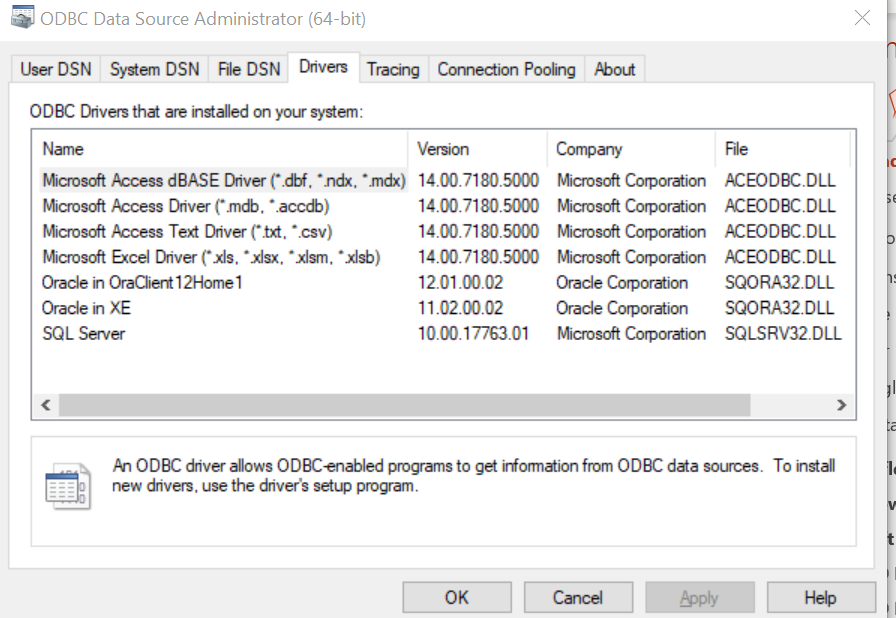 ODBC Data Source Administrator (64-bit)
User DSN System DSN File DSN Drivers Tracing Connection Pooling About
ODBC Drivers that are installed on your system:
Name Version Company File
Microsoft Access dBASE Driver (*.dbf, *.ndx, *.mdx) 14.00.7180.5000 Microsoft Corporation ACEODBC.DLL
Microsoft Access Driver (*.mdb, *.accdb) 14.00.7180.5000 Microsoft Corporation ACEODBC.DLL
Microsoft Access Text Driver (*.txt, *.csv) 14.00.7180.5000 Microsoft Corporation ACEODBC.DLL
Microsoft Excel Driver (*.xls, *.xlsx, *.xlsm, *.xlsb) 14.00.7180.5000 Microsoft Corporation ACEODBC.DLL
Oracle in OraClient12Home1 12.01.00.02 Oracle Corporation SQORA32.DLL
Oracle in XE 11.02.00.02 Oracle Corporation SQORA32.DLL
SQL Server 10.00.17763.01 Microsoft Corporation SQLSRV32.DLL
An ODBC driver allows ODBC-enabled programs to get information from ODBC data sources. To install
new drivers, use the driver's setup program.
OK Cancel Apply Help